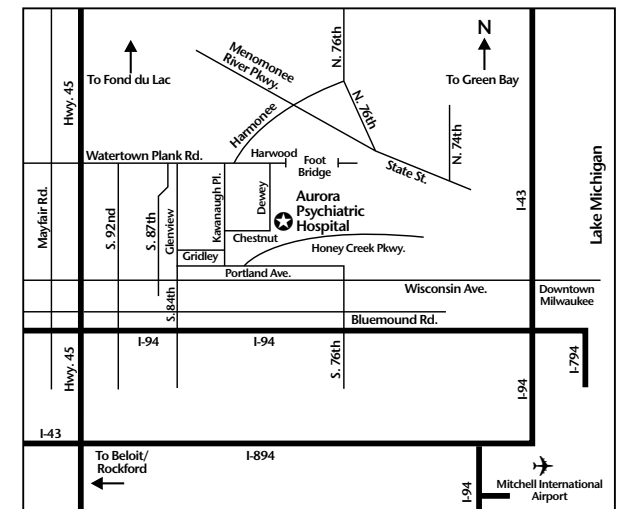 N. 76th
N
Menomonee
River Pkwy.
To Fond du Lac
To Green Bay
Hwy. 45
Harmonee
N. 76th
N. 74th
Watertown Plank Rd.
Harwood
Foot
Bridge
State St.
I-43
Lake Michigan
Mayfair Rd.
S. 92nd
S. 87th
Glenview
Kavanaugh Pl.
Dewey
Aurora
Psychiatric
Hospital
Chestnut
Honey Creek Pkwy.
Gridley
Portland Ave.
Wisconsin Ave.
Downtown
Milwaukee
S. 84th
Bluemound Rd.
I-94
I-94
Hwy. 45
S. 76th
I-94
I-794
I-43
To Beloit/
Rockford
I-894
I-94
Mitchell International
Airport